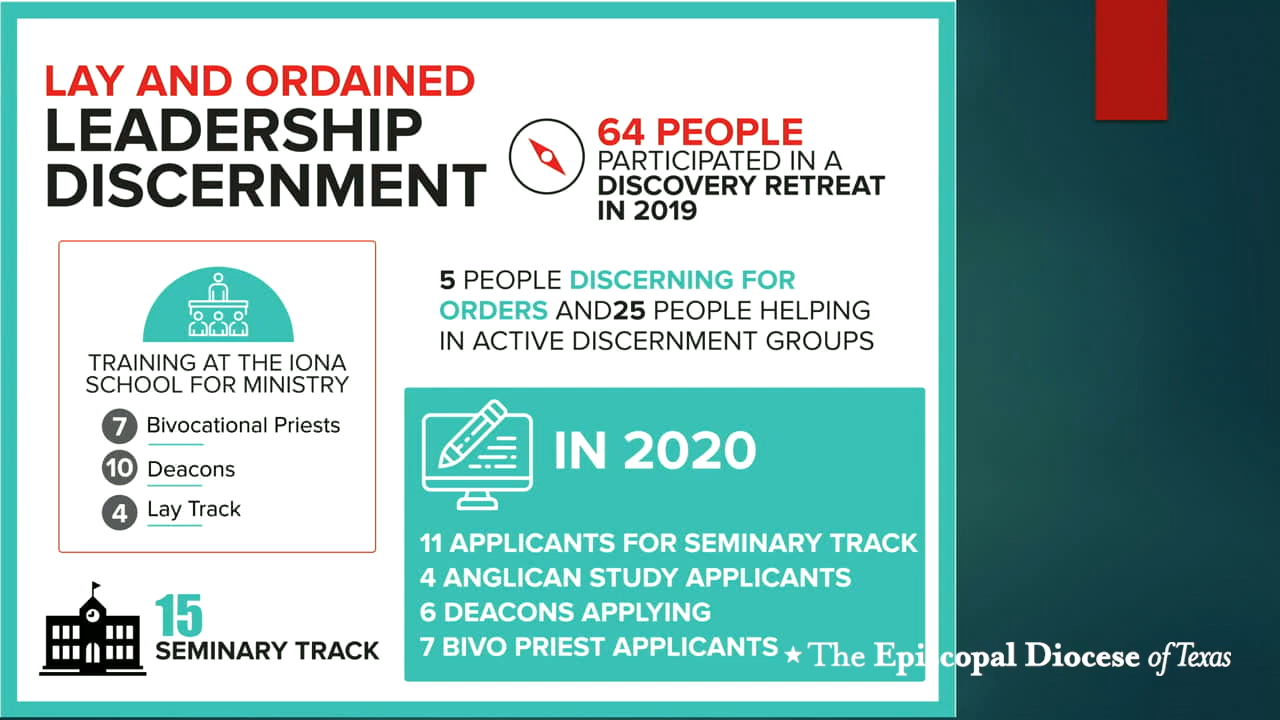 LAY AND ORDAINED
LEADERSHIP
DISCERNMENT
64 PEOPLE
PARTICIPATED IN A
DISCOVERY RETREAT
IN 2019
5 PEOPLE DISCERNING FOR
ORDERS AND25 PEOPLE HELPING
IN ACTIVE DISCERNMENT GROUPS
TRAINING AT THE IONA
SCHOOL FOR MINISTRY
7 Bivocational Priests
10 Deacons
4 Lay Track
15
SEMINARY TRACK
IN 2020
11 APPLICANTS FOR SEMINARY TRACK
4 ANGLICAN STUDY APPLICANTS
6 DEACONS APPLYING
7 BIVO PRIEST APPLICANTS
The Episcopal Diocese of Texas